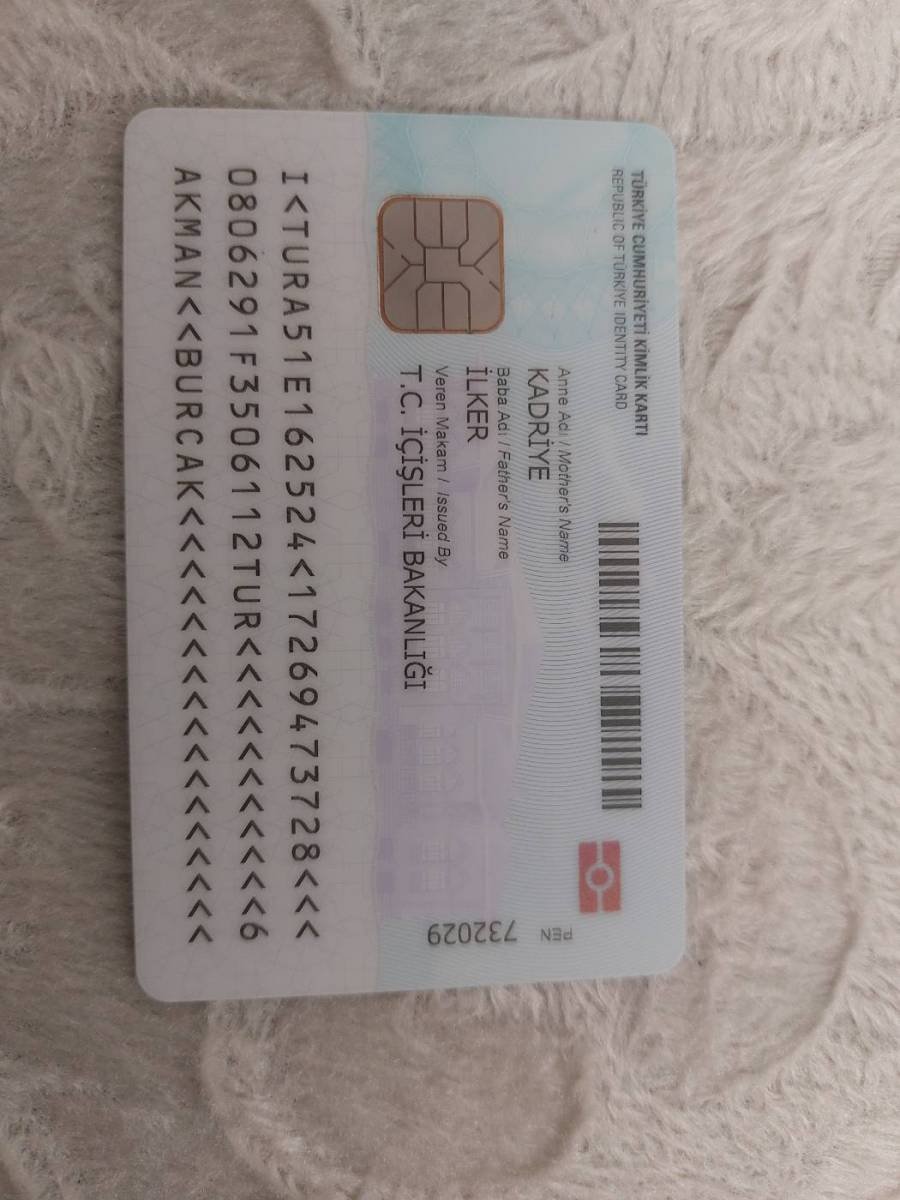 TÜRKİYE CUMHURİYETİ KİMLİK KARTI
REPUBLIC OF TÜRKİYE IDENTITY CARD
Anne Adı / Mother's Name
KADRİYE
Baba Adı / Father's Name
İLKER
Veren Makam / Issued By
T.C. İÇİŞLERİ BAKANLIĞI
PEN 732029
I<TURA51E162524<17269473728<<<
0806291F3506112TUR<<<<<<<<<<<6
AKMAN<<BURCAK<<<<<<<<<<<<<<<<<